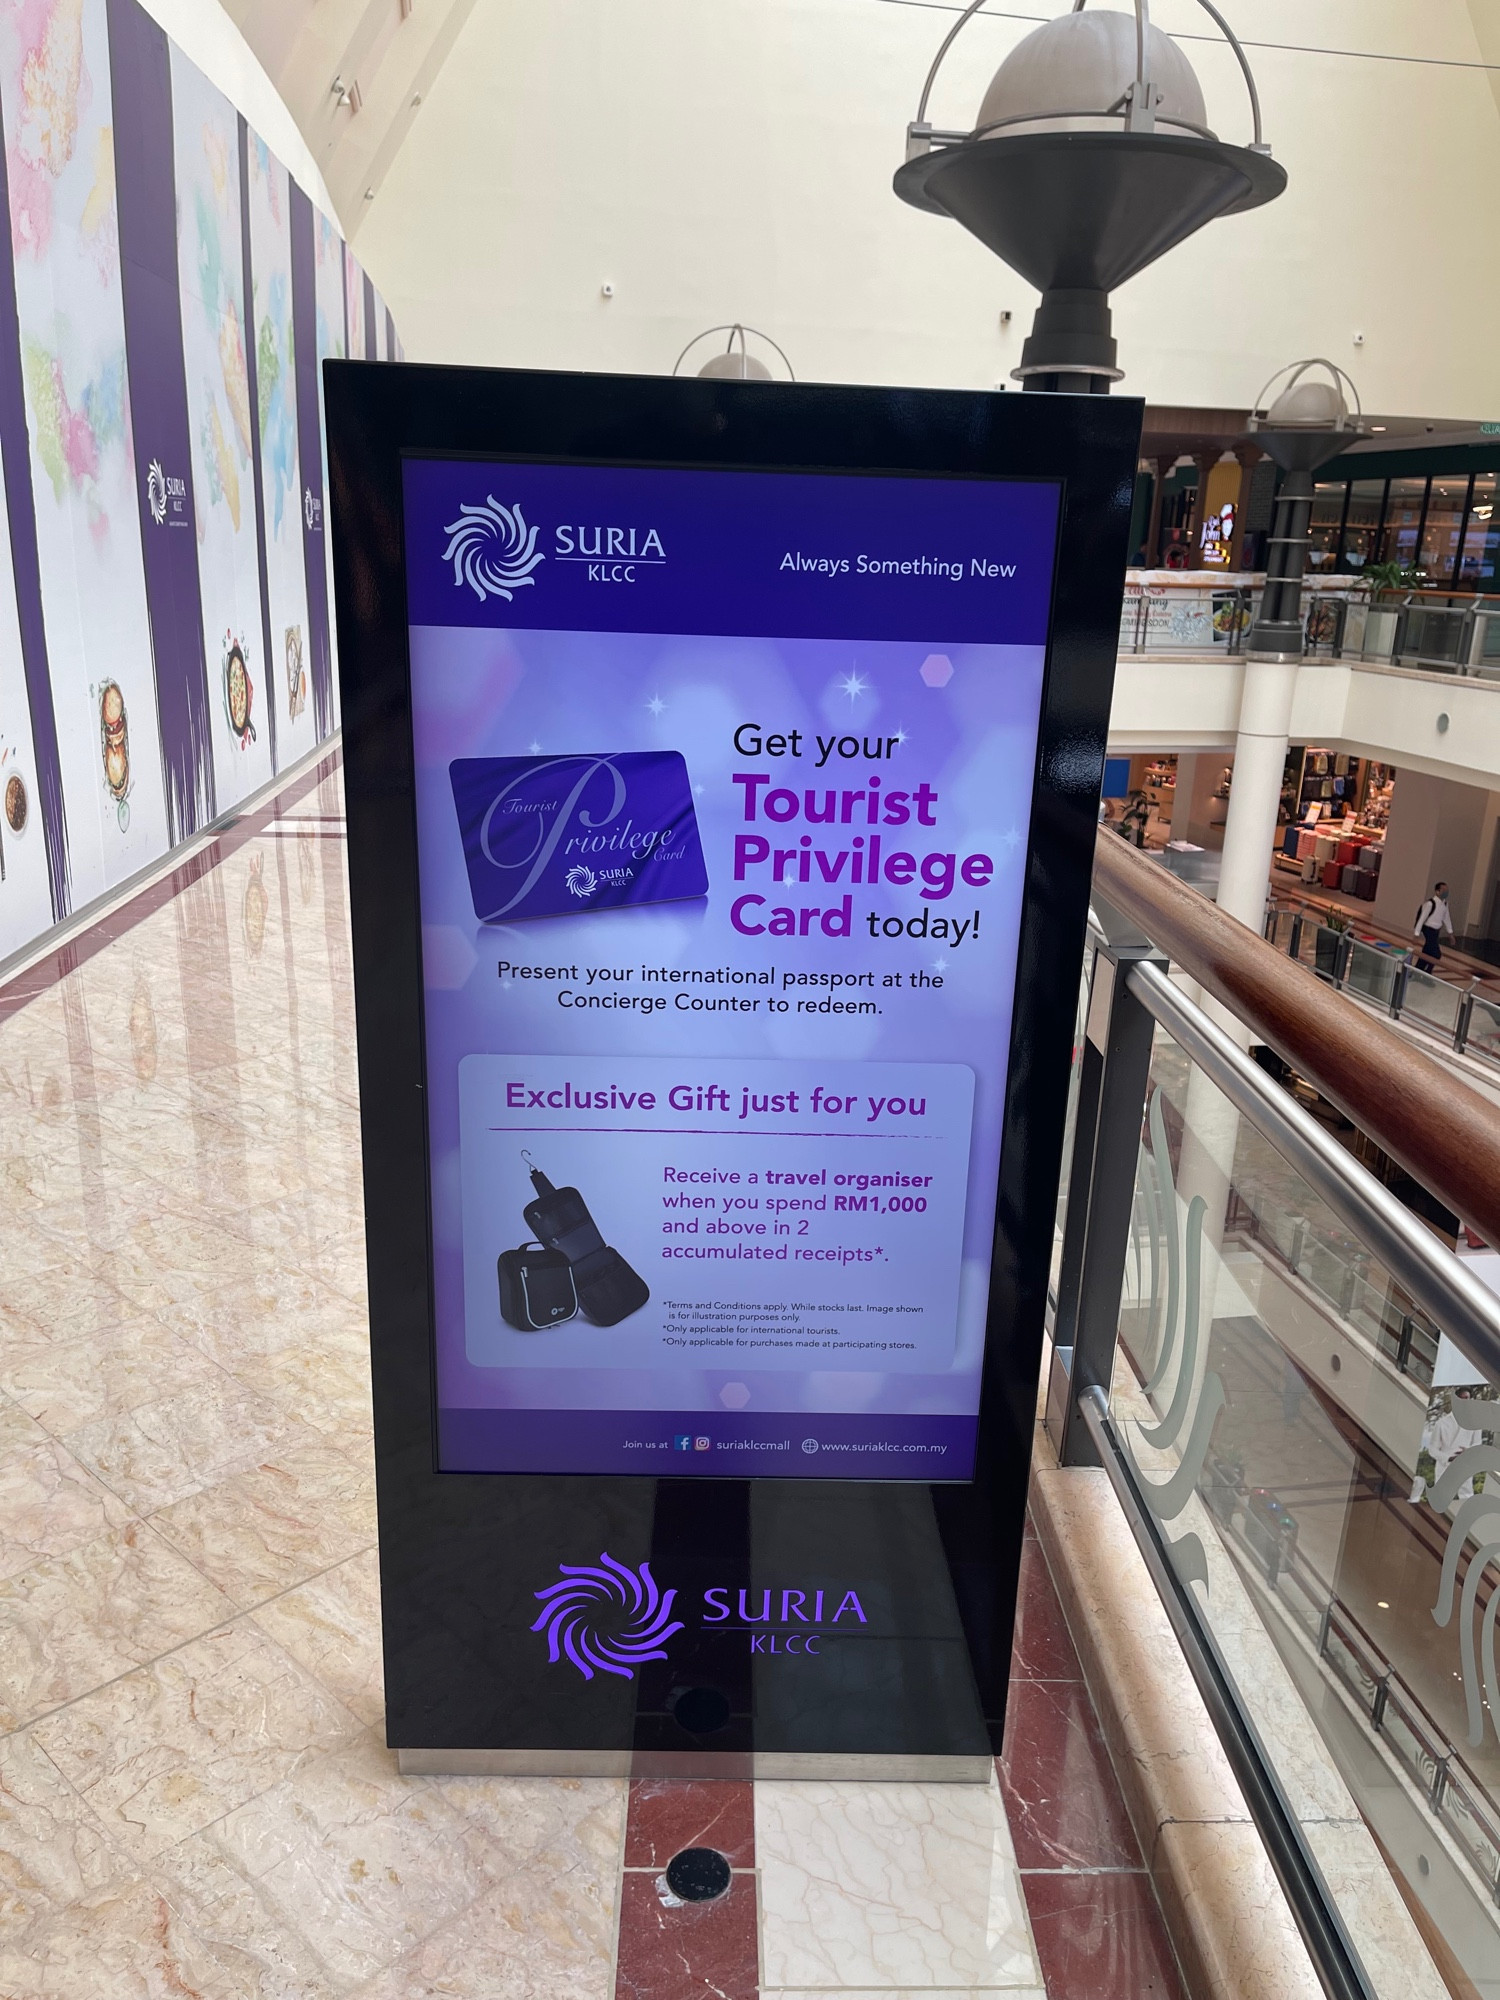 SURIA
KLCC
Always Something New
Get your
Tourist
Privilege
Card today!
Tourist
Privilege
Card
SURIA
KLCC
Present your international passport at the
Concierge Counter to redeem.
Exclusive Gift just for you
Receive a travel organiser
when you spend RM1,000
and above in 2
accumulated receipts*.
*Terms and Conditions apply. While stocks last. Image shown
is for illustration purposes only.
*Only applicable for international tourists.
*Only applicable for purchases made at participating stores.
Join us at suriaklccmall www.suriaklcc.com.my
SURIA
KLCC
SURIA
KLCC
SURIA
KLCC